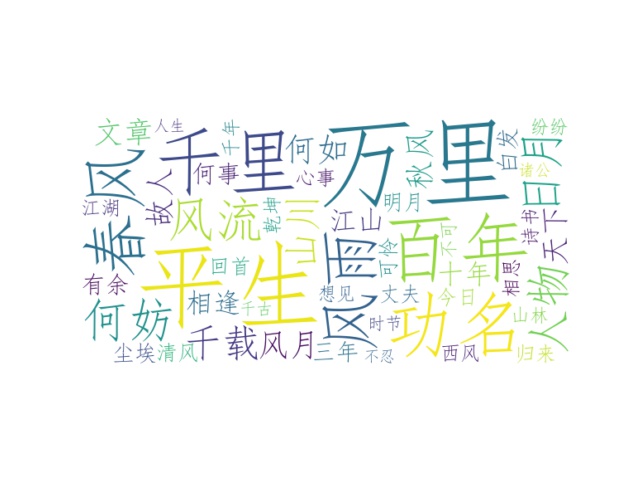 文章
人生
千里
千年
何如
万里
秋风
白发
纷纷
诸公
日月
春风
故人
何事
心事
江湖
风流
乾坤
山川
明月
江山
风雨
百年
不可
诗书
天下
平生
可怜
十年
相思
人物
有余
回首
想见
丈夫
今日
功名
山林
何妨
相逢
千古
时节
尘埃
清风
千载
风月
三年
不忍
西风
归来